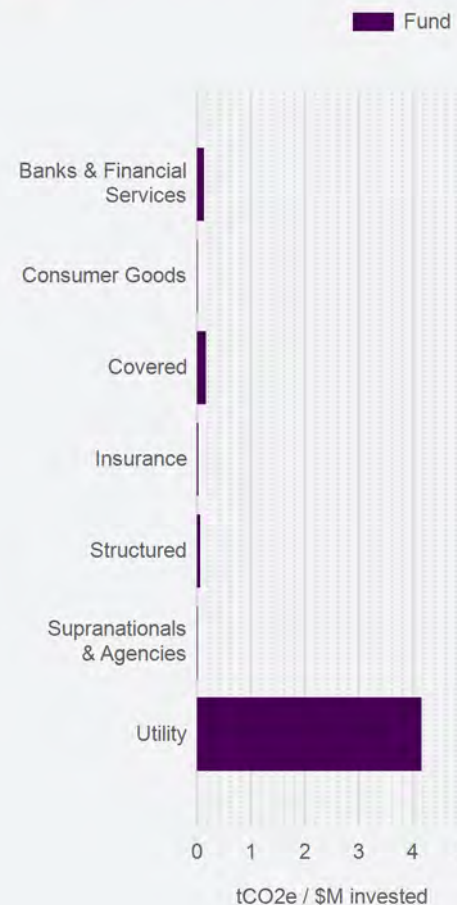 Fund
Banks & Financial
Services
Consumer Goods
Covered
Insurance
Structured
Supranationals
& Agencies
Utility
0 1 2 3 4
tCO2e / $M invested